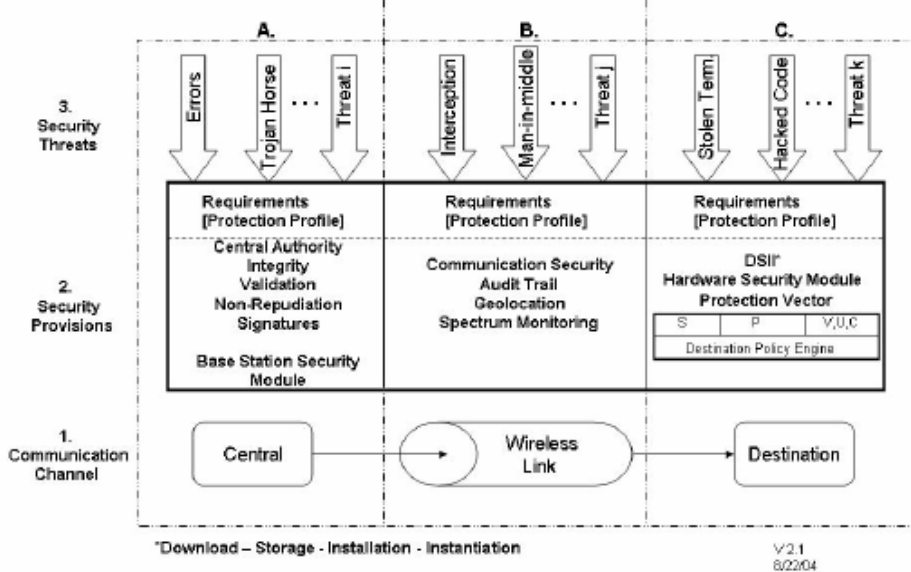 A.
B.
C.
3.
Security
Threats
Errors
Trojan Horse
...
Threat i
Interception
Man-in-middle
...
Threat j
Stolen Term.
Hacked Code
...
Threat k
2.
Security
Provisions
Requirements
[Protection Profile]
Central Authority
Integrity
Validation
Non-Repudiation
Signatures
Base Station Security
Module
Requirements
[Protection Profile]
Communication Security
Audit Trail
Geolocation
Spectrum Monitoring
Requirements
[Protection Profile]
DSII*
Hardware Security Module
Protection Vector
S
P
V,U,C
Destination Policy Engine
1.
Communication
Channel
Central
Wireless
Link
Destination
*Download – Storage - Installation - Instantiation
V 2.1
8/22/04